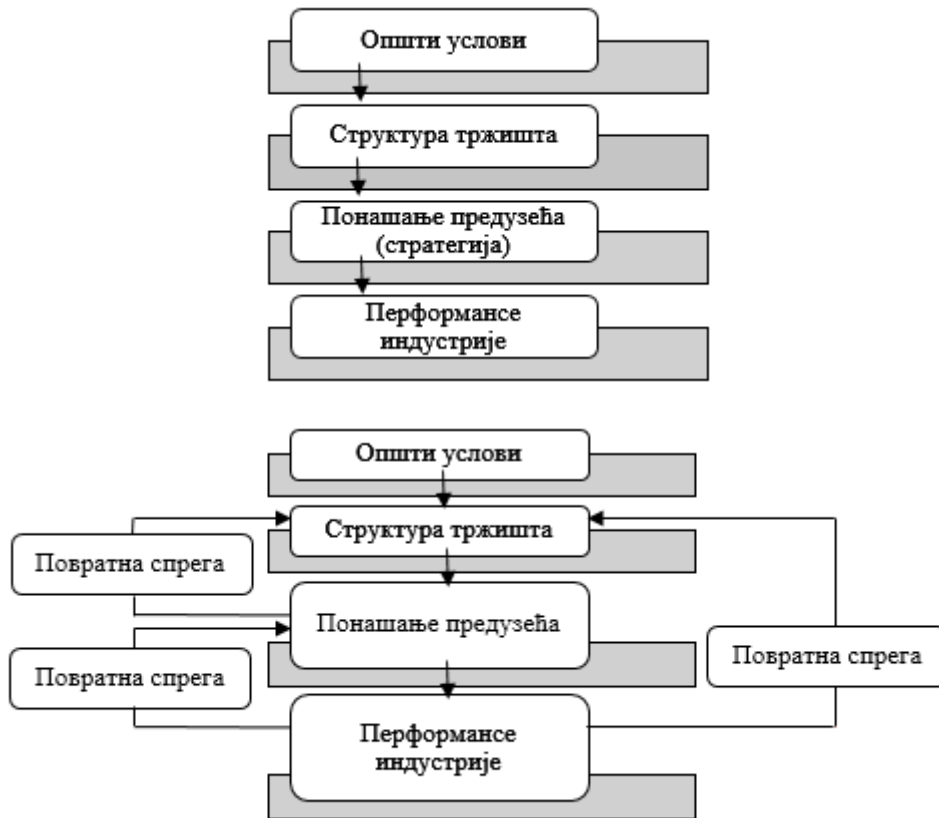 Општи услови
Структура тржишта
Понашање предузећа
(стратегија)
Перформансе
индустрије
Општи услови
Структура тржишта
Повратна спрега
Понашање предузећа
Повратна спрега
Повратна спрега
Перформансе
индустрије